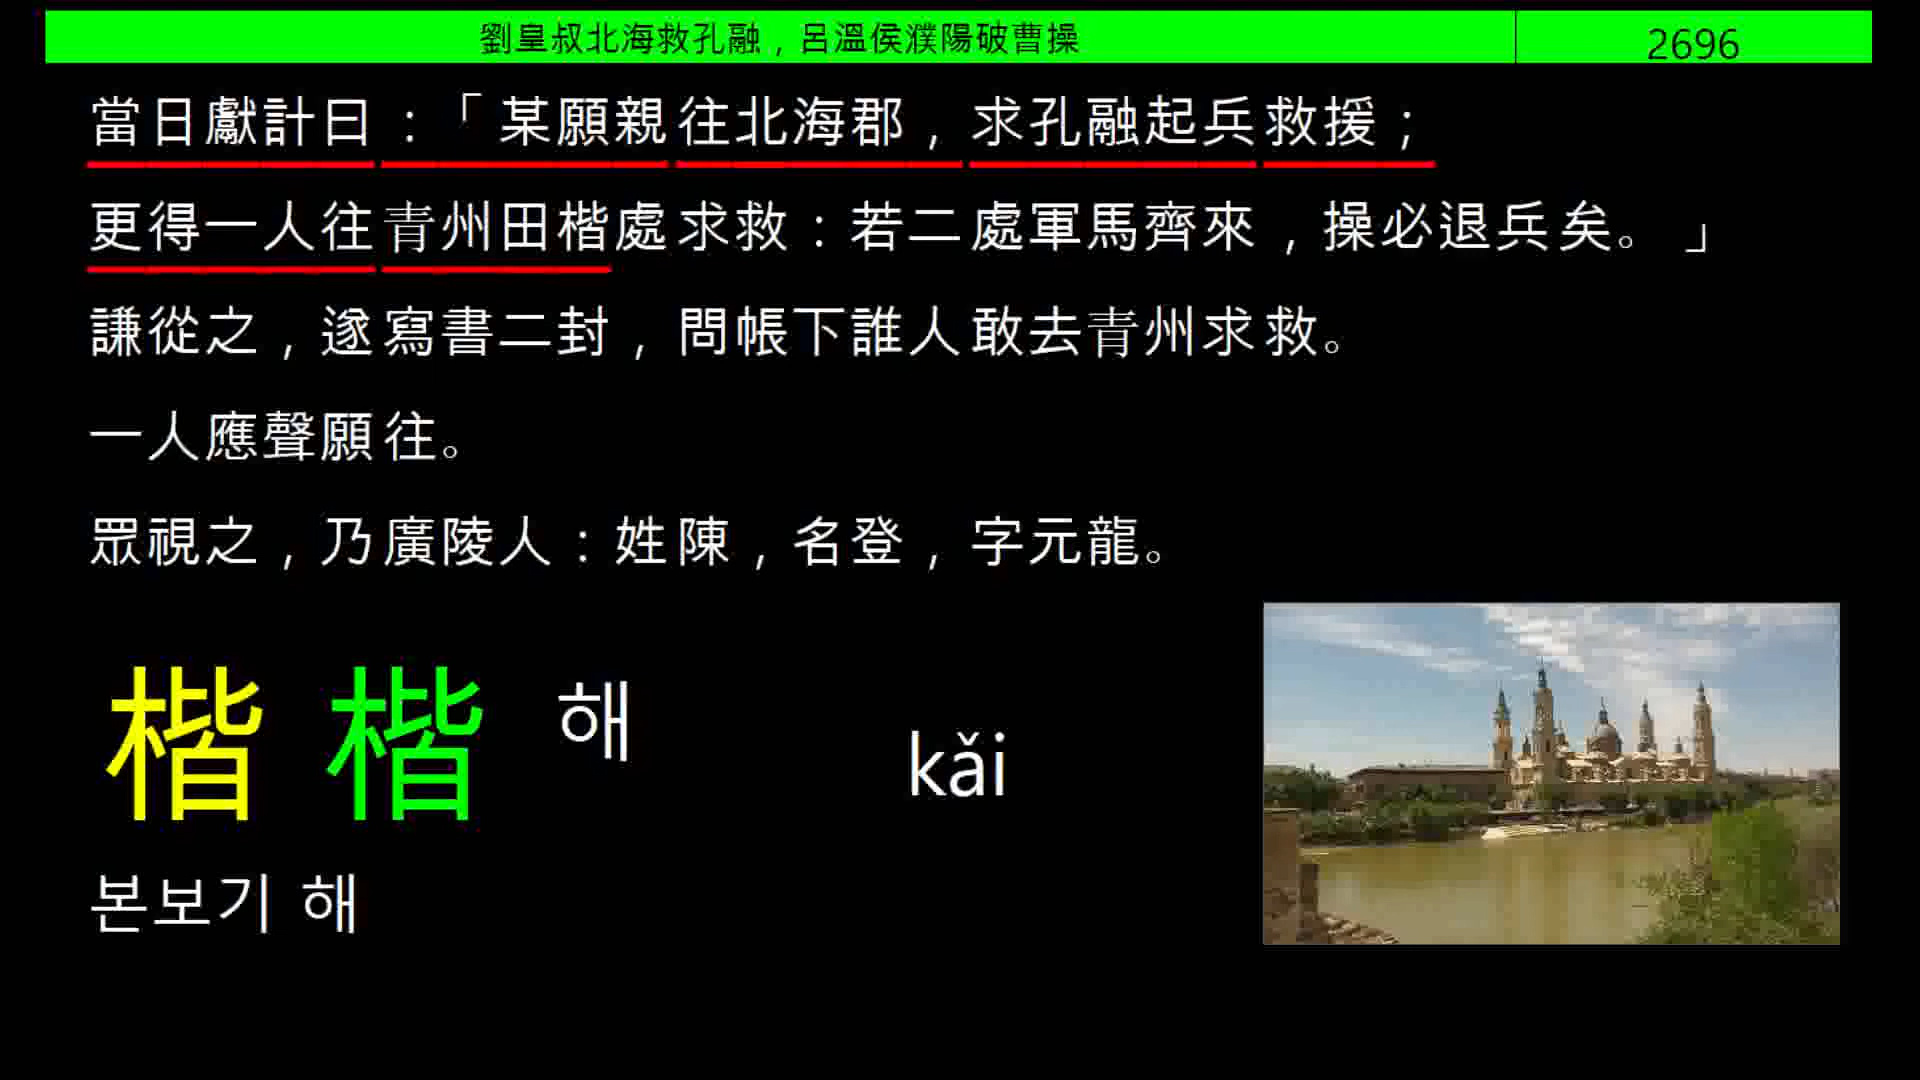 劉皇叔北海救孔融，呂溫侯濮陽破曹操
2696
當日獻計曰：「某願親往北海郡，求孔融起兵救援；
更得一人往青州田楷處求救：若二處軍馬齊來，操必退兵矣。」
謙從之，遂寫書二封，問帳下誰人敢去青州求救。
一人應聲願往。
眾視之，乃廣陵人：姓陳，名登，字元龍。
楷 楷 해 kǎi
본보기 해